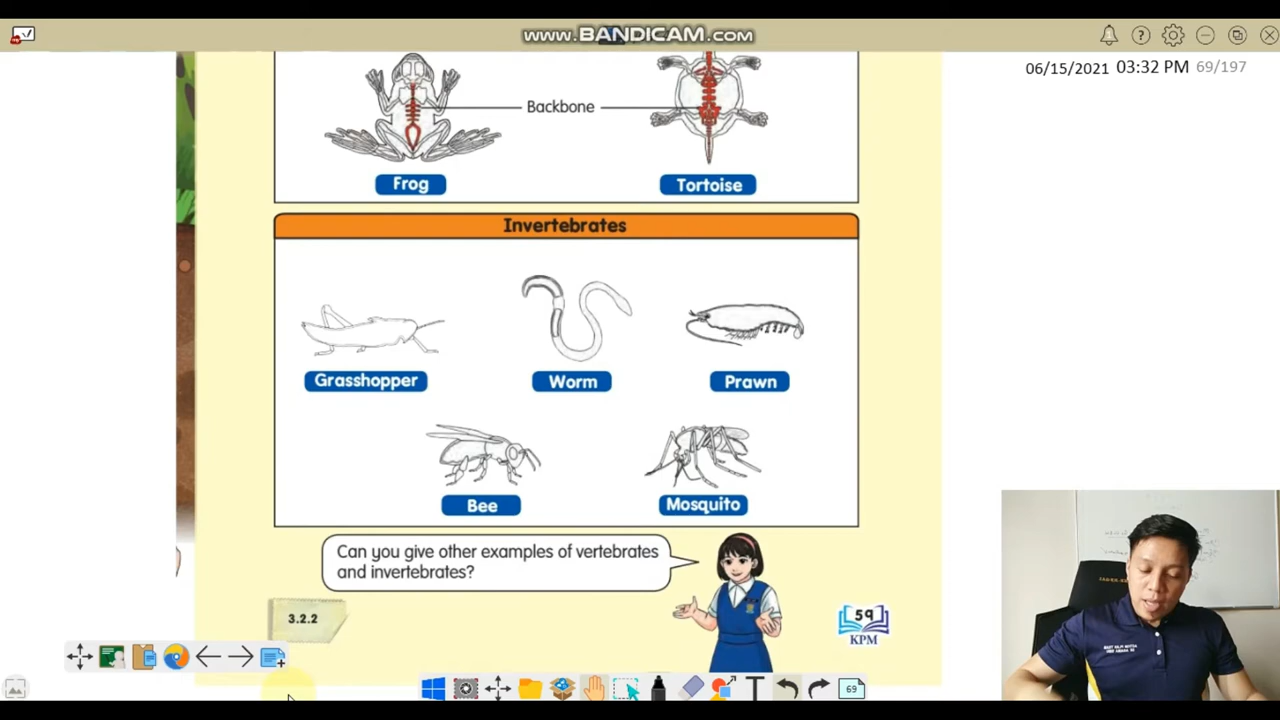 www.BANDICAM.com
06/15/2021 03:32 PM 69/197
Backbone
Frog
Tortoise
Invertebrates
Grasshopper
Worm
Prawn
Bee
Mosquito
Can you give other examples of vertebrates
and invertebrates?
3.2.2
59
KPM
69